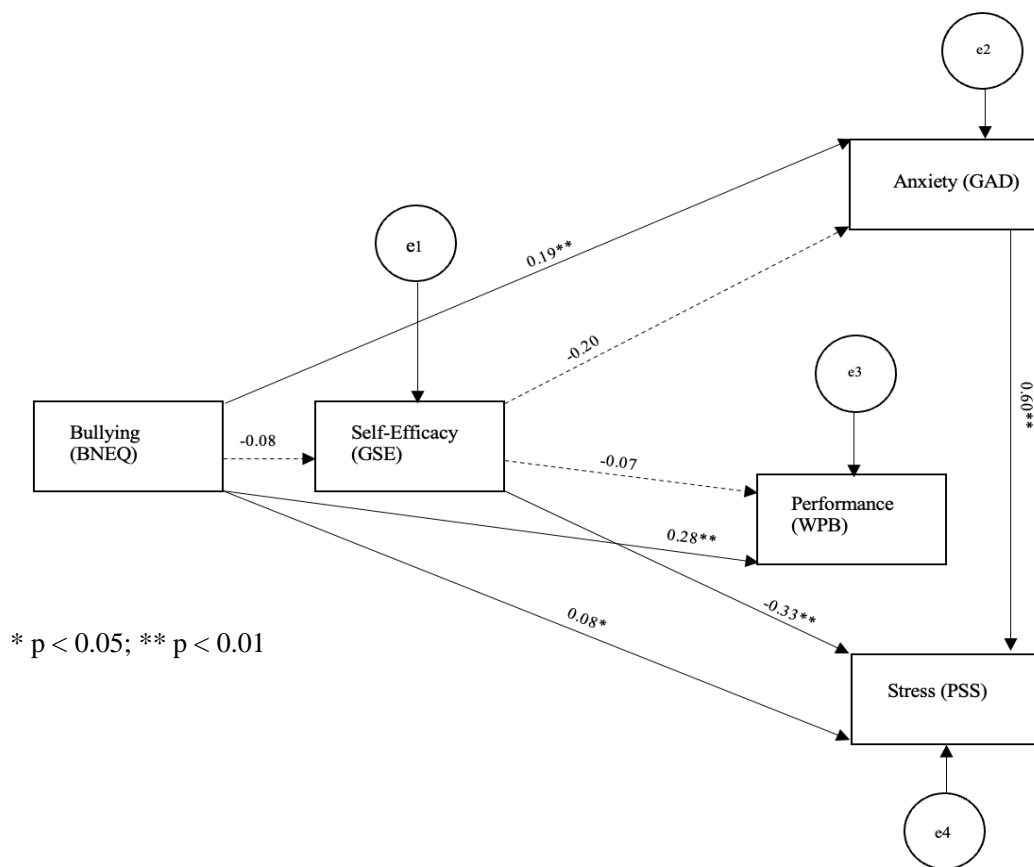 e2
Anxiety (GAD)
e1
0.19**
-0.20
e3
0.60**
Bullying
(BNEQ)
-0.08
Self-Efficacy
(GSE)
-0.07
Performance
(WPB)
0.28**
-0.33**
0.08*
* p < 0.05; ** p < 0.01
Stress (PSS)
e4